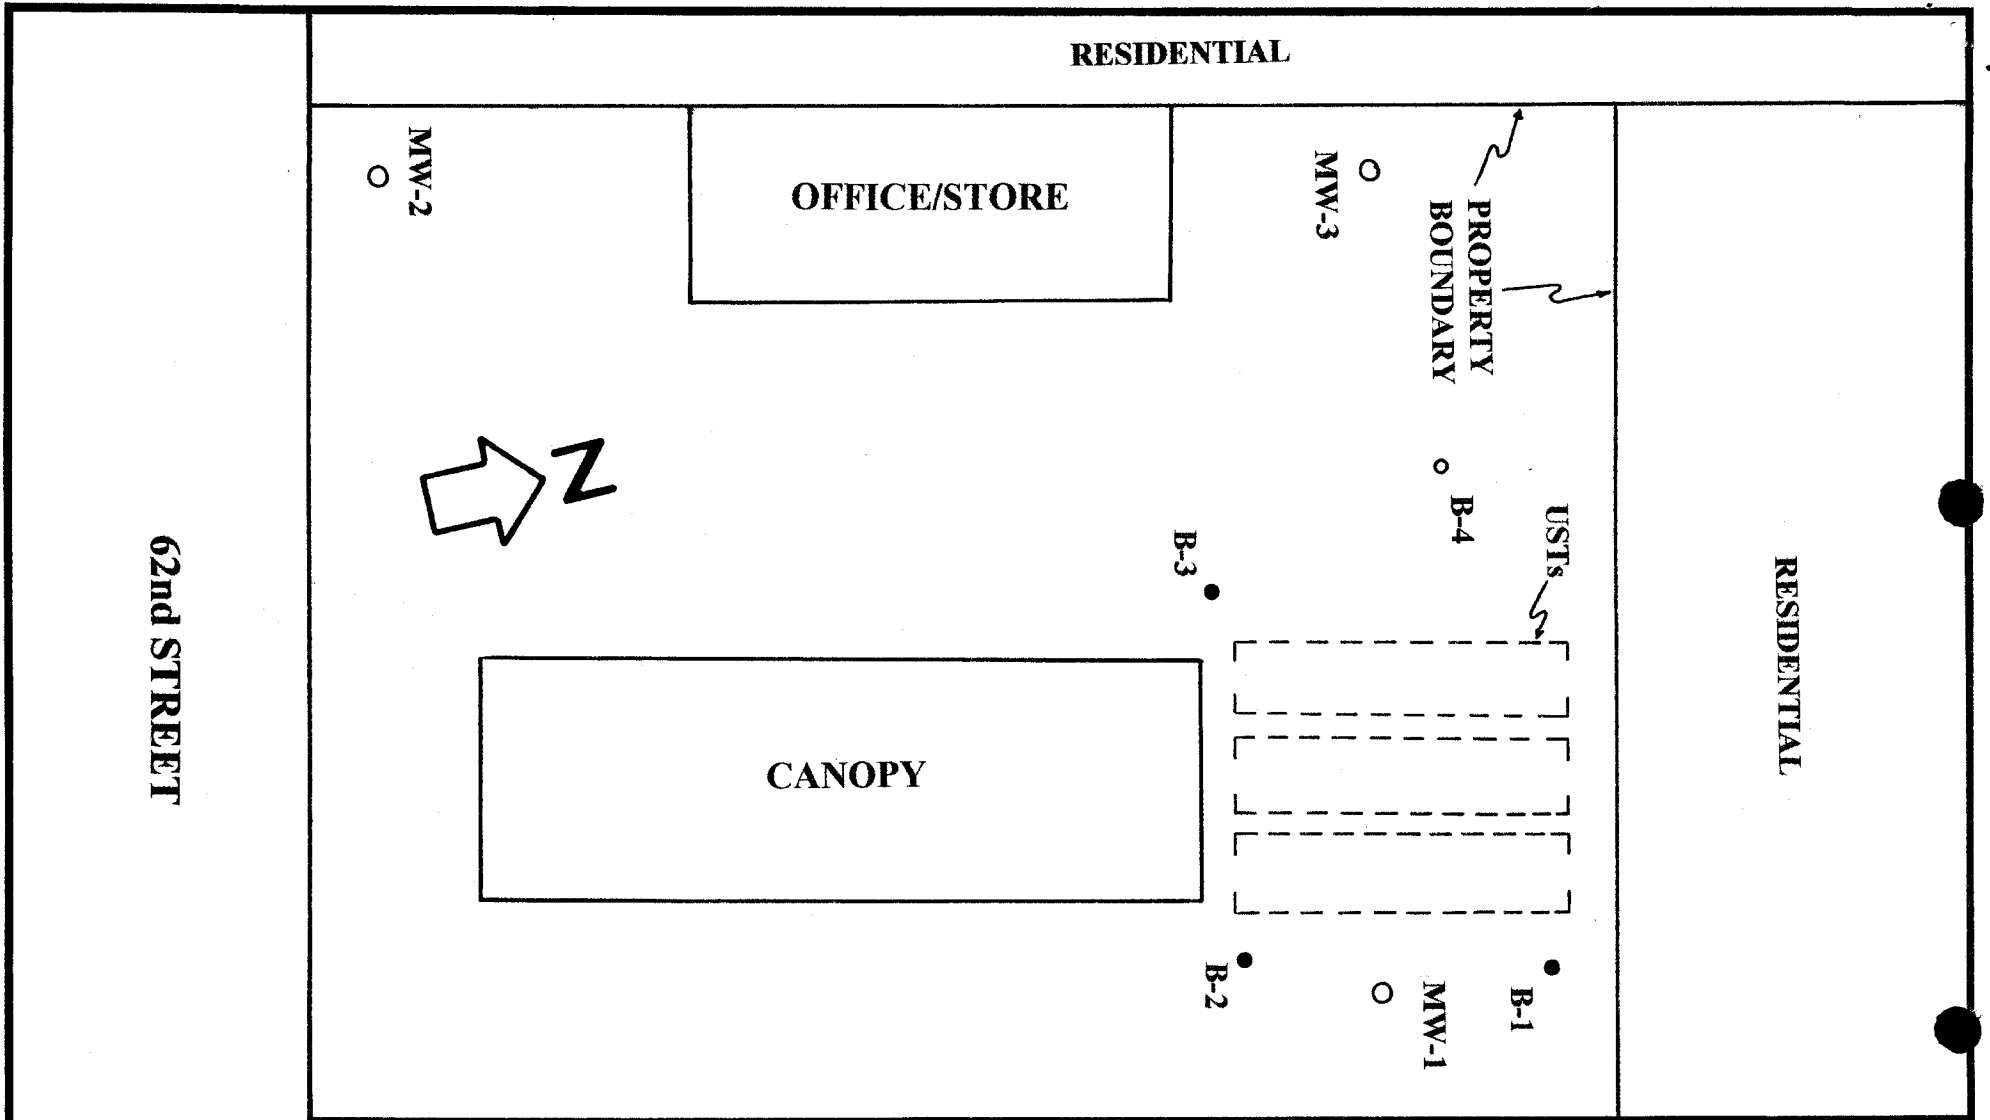 RESIDENTIAL
MW-2
OFFICE/STORE
MW-3
PROPERTY
BOUNDARY
N
B-4
USTs
B-3
RESIDENTIAL
62nd STREET
CANOPY
B-2
MW-1
B-1